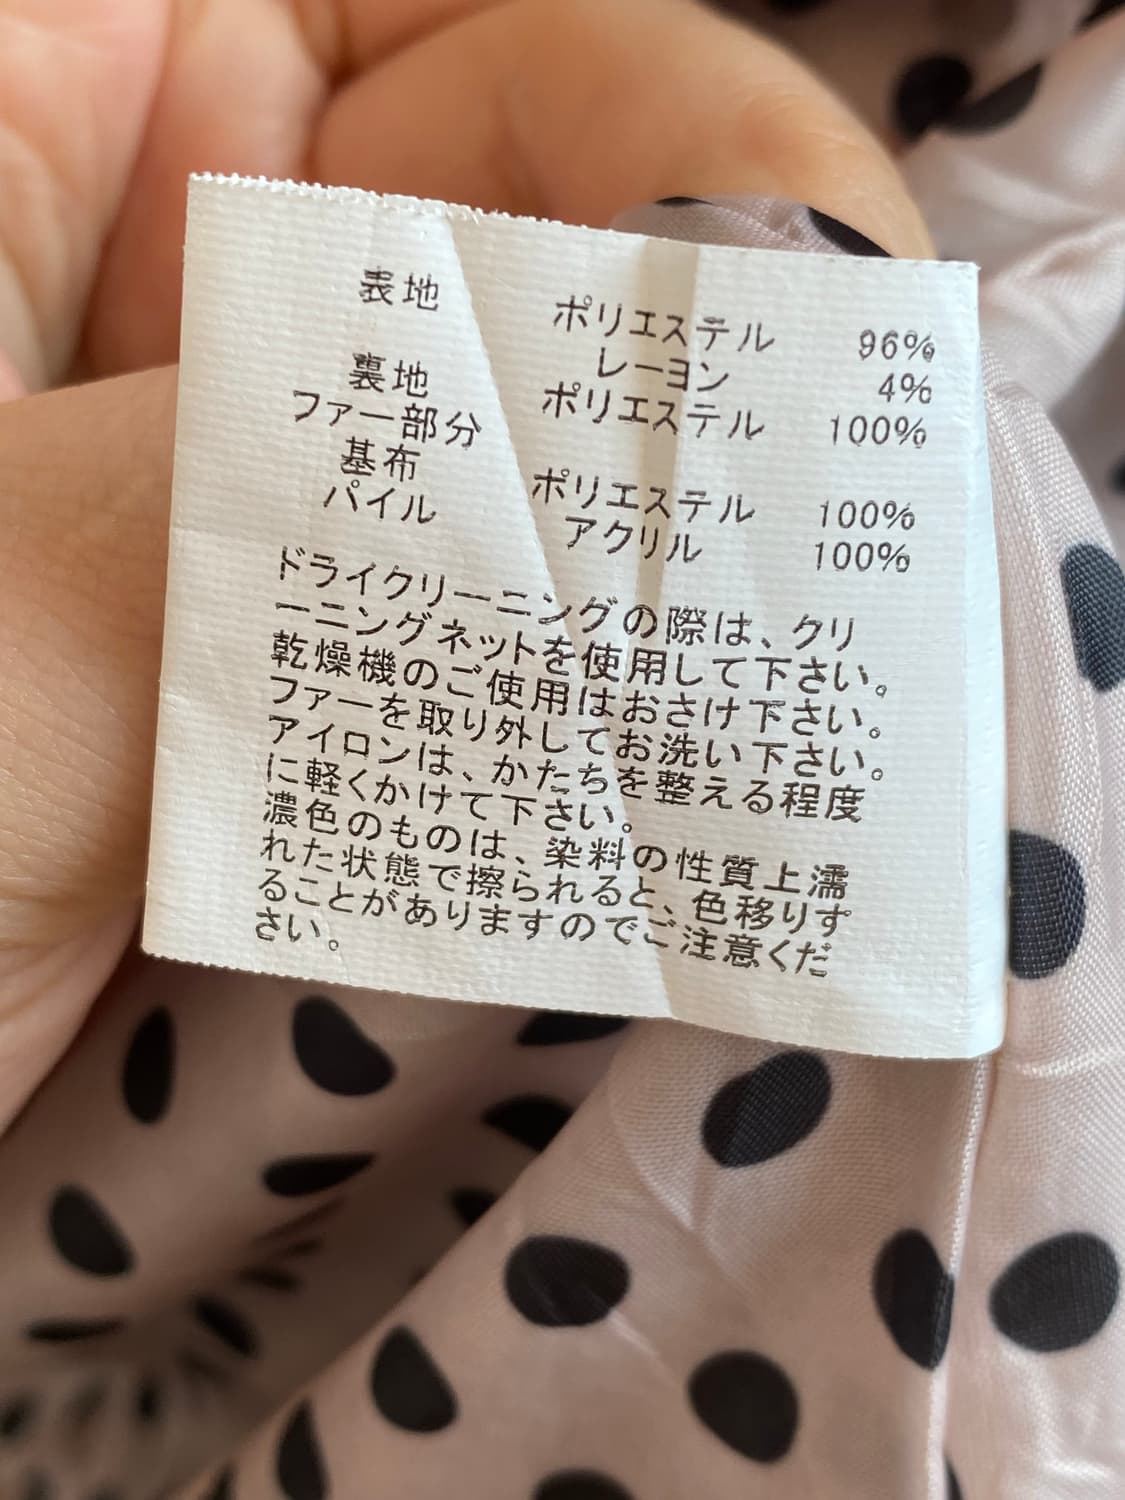 表地 ポリエステル 96%
レーヨン 4%
裏地 ポリエステル 100%
ファー部分
基布 ポリエステル 100%
パイル アクリル 100%
ドライクリーニングの際は、クリ
ーニングネットを使用して下さい。
乾燥機のご使用はおさけ下さい。
ファーを取り外してお洗い下さい。
アイロンは、かたちを整える程度
に軽くかけて下さい。
濃色のものは、染料の性質上濡
れた状態で擦られると、色移りす
ることがありますのでご注意くだ
さい。